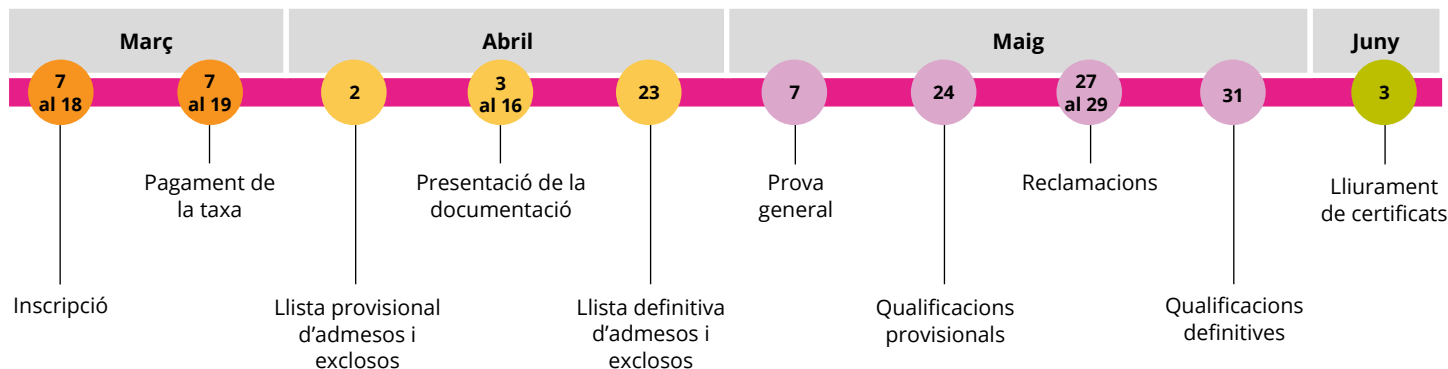 Març
Abril
Maig
Juny
7
al 18
7
al 19
2
3
al 16
23
7
24
27
al 29
31
3
Pagament de
la taxa
Presentació de la
documentació
Prova
general
Reclamacions
Lliurament
de certificats
Inscripció
Llista provisional
d’admesos i
exclosos
Llista definitiva
d’admesos i
exclosos
Qualificacions
provisionals
Qualificacions
definitives